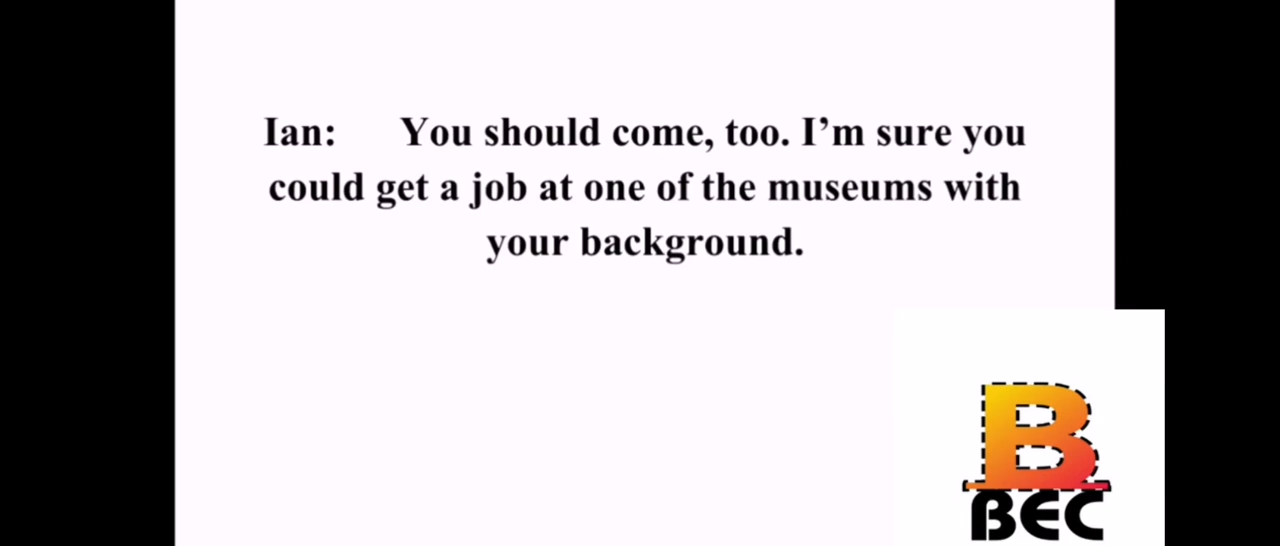 Ian: You should come, too. I’m sure you
could get a job at one of the museums with
your background.
B
BEC